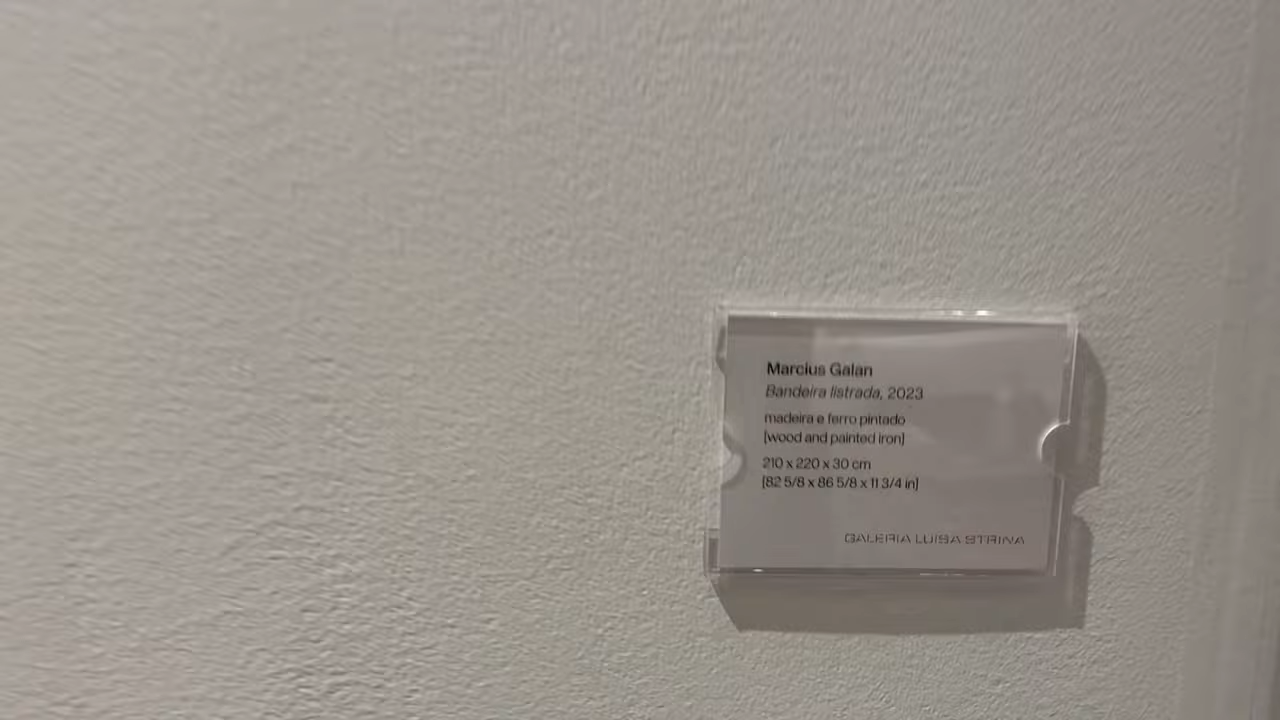 Marcius Galan
Bandeira listrada, 2023
madeira e ferro pintado
[wood and painted iron]
210 x 220 x 30 cm
[82 5/8 x 86 5/8 x 11 3/4 in]
GALERIA LUISA STRINA